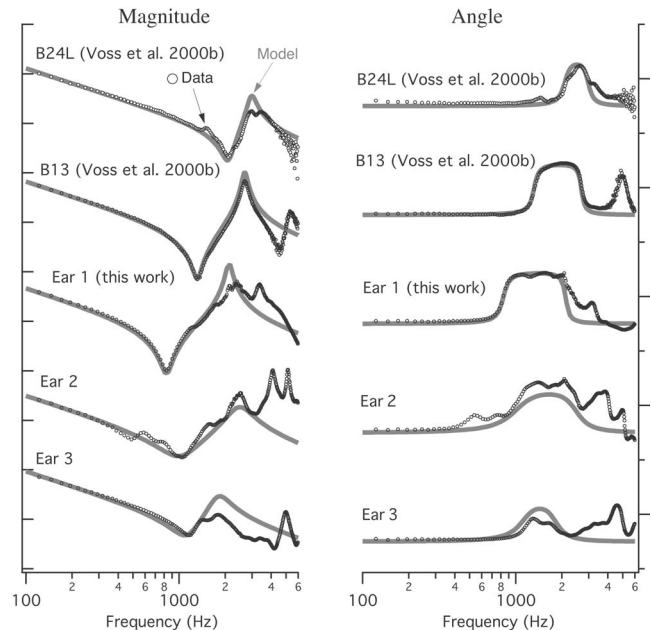 Magnitude
B24L (Voss et al. 2000b)
Model
Data
B13 (Voss et al. 2000b)
Ear 1 (this work)
Ear 2
Ear 3
100
2
4
6
8
1000
2
4
6
Frequency (Hz)
Angle
B24L (Voss et al. 2000b)
B13 (Voss et al. 2000b)
Ear 1 (this work)
Ear 2
Ear 3
100
2
4
6
8
1000
2
4
6
Frequency (Hz)